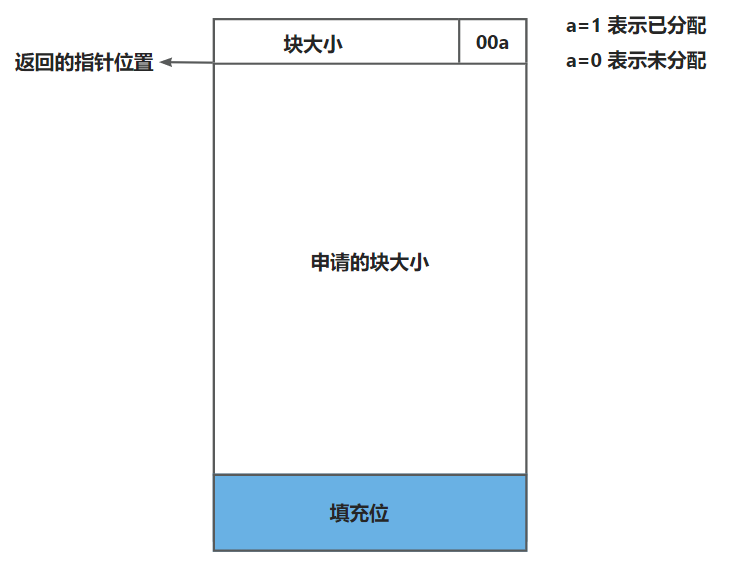 块大小
00a
a=1 表示已分配
a=0 表示未分配
返回的指针位置
申请的块大小
填充位